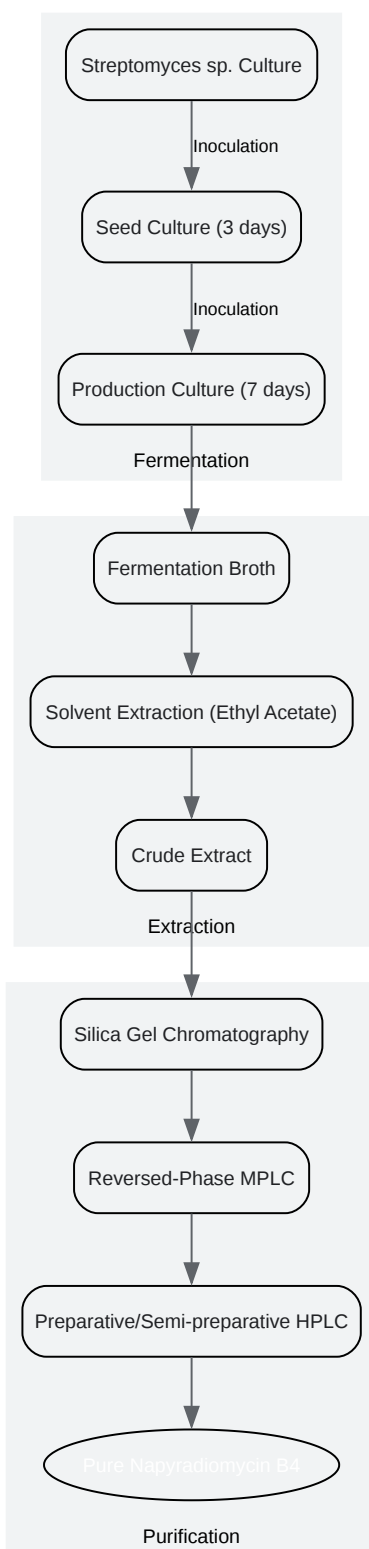 Streptomyces sp. Culture
Inoculation
Seed Culture (3 days)
Inoculation
Production Culture (7 days)
Fermentation
Fermentation Broth
Solvent Extraction (Ethyl Acetate)
Crude Extract
Extraction
Silica Gel Chromatography
Reversed-Phase MPLC
Preparative/Semi-preparative HPLC
Pure Napyradiomycin B4
Purification